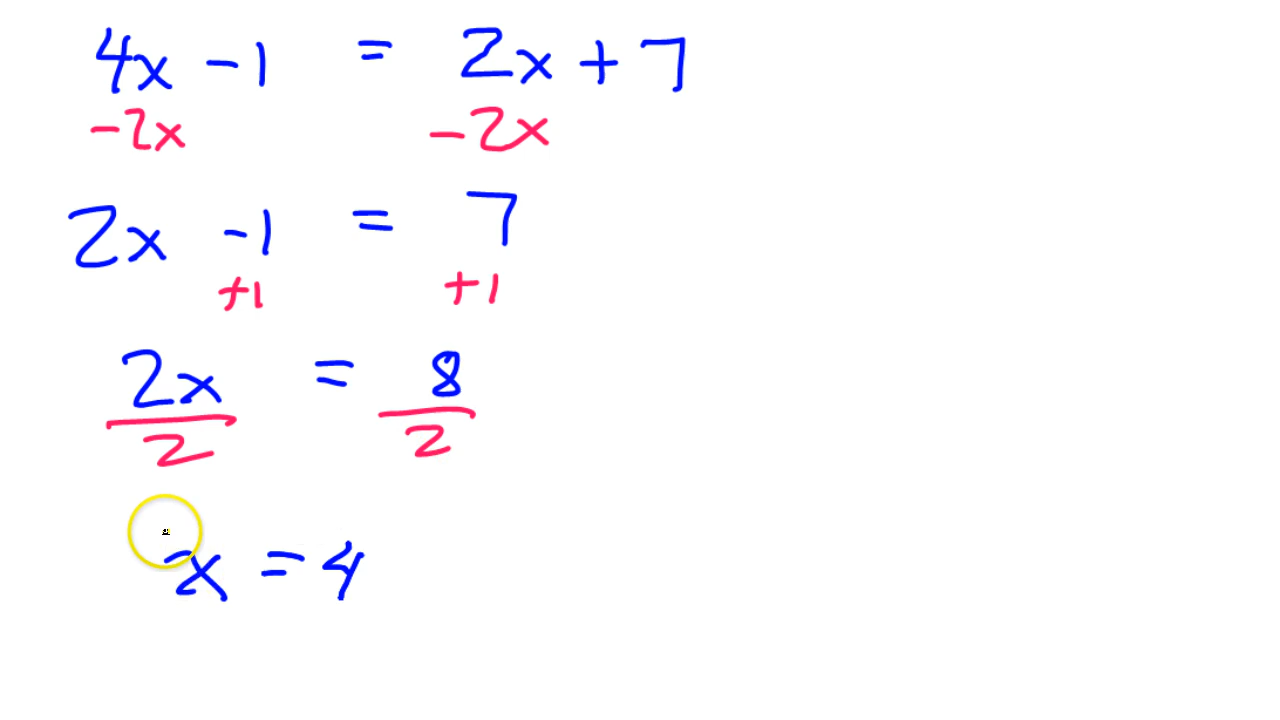 4x - 1 = 2x + 7
-2x -2x
2x - 1 = 7
+1 +1
2x = 8
2 2
x = 4